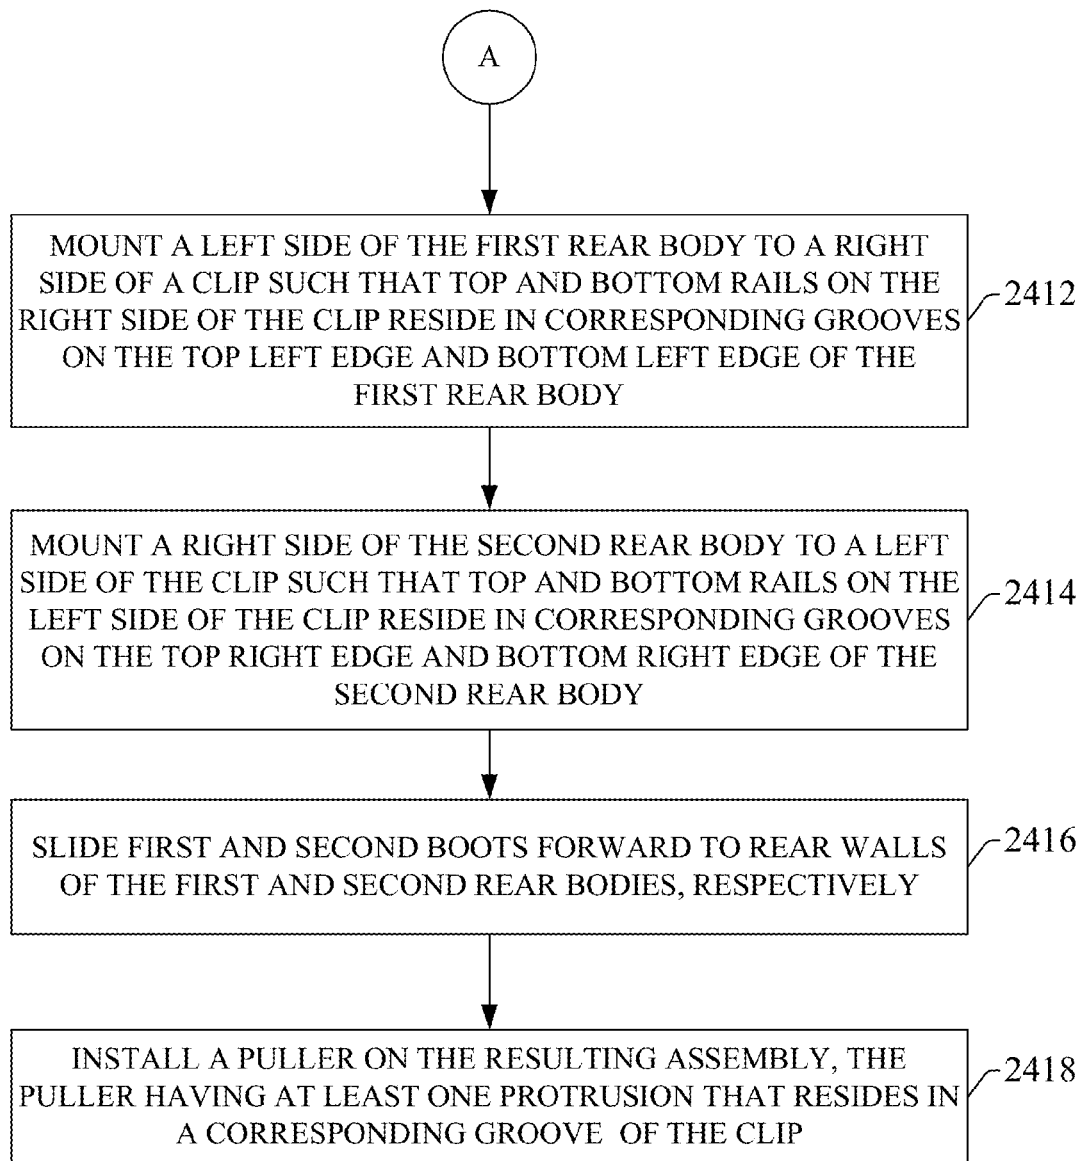 A
MOUNT A LEFT SIDE OF THE FIRST REAR BODY TO A RIGHT
SIDE OF A CLIP SUCH THAT TOP AND BOTTOM RAILS ON THE
RIGHT SIDE OF THE CLIP RESIDE IN CORRESPONDING GROOVES
ON THE TOP LEFT EDGE AND BOTTOM LEFT EDGE OF THE
FIRST REAR BODY
2412
MOUNT A RIGHT SIDE OF THE SECOND REAR BODY TO A LEFT
SIDE OF THE CLIP SUCH THAT TOP AND BOTTOM RAILS ON THE
LEFT SIDE OF THE CLIP RESIDE IN CORRESPONDING GROOVES
ON THE TOP RIGHT EDGE AND BOTTOM RIGHT EDGE OF THE
SECOND REAR BODY
2414
SLIDE FIRST AND SECOND BOOTS FORWARD TO REAR WALLS
OF THE FIRST AND SECOND REAR BODIES, RESPECTIVELY
2416
INSTALL A PULLER ON THE RESULTING ASSEMBLY, THE
PULLER HAVING AT LEAST ONE PROTRUSION THAT RESIDES IN
A CORRESPONDING GROOVE OF THE CLIP
2418